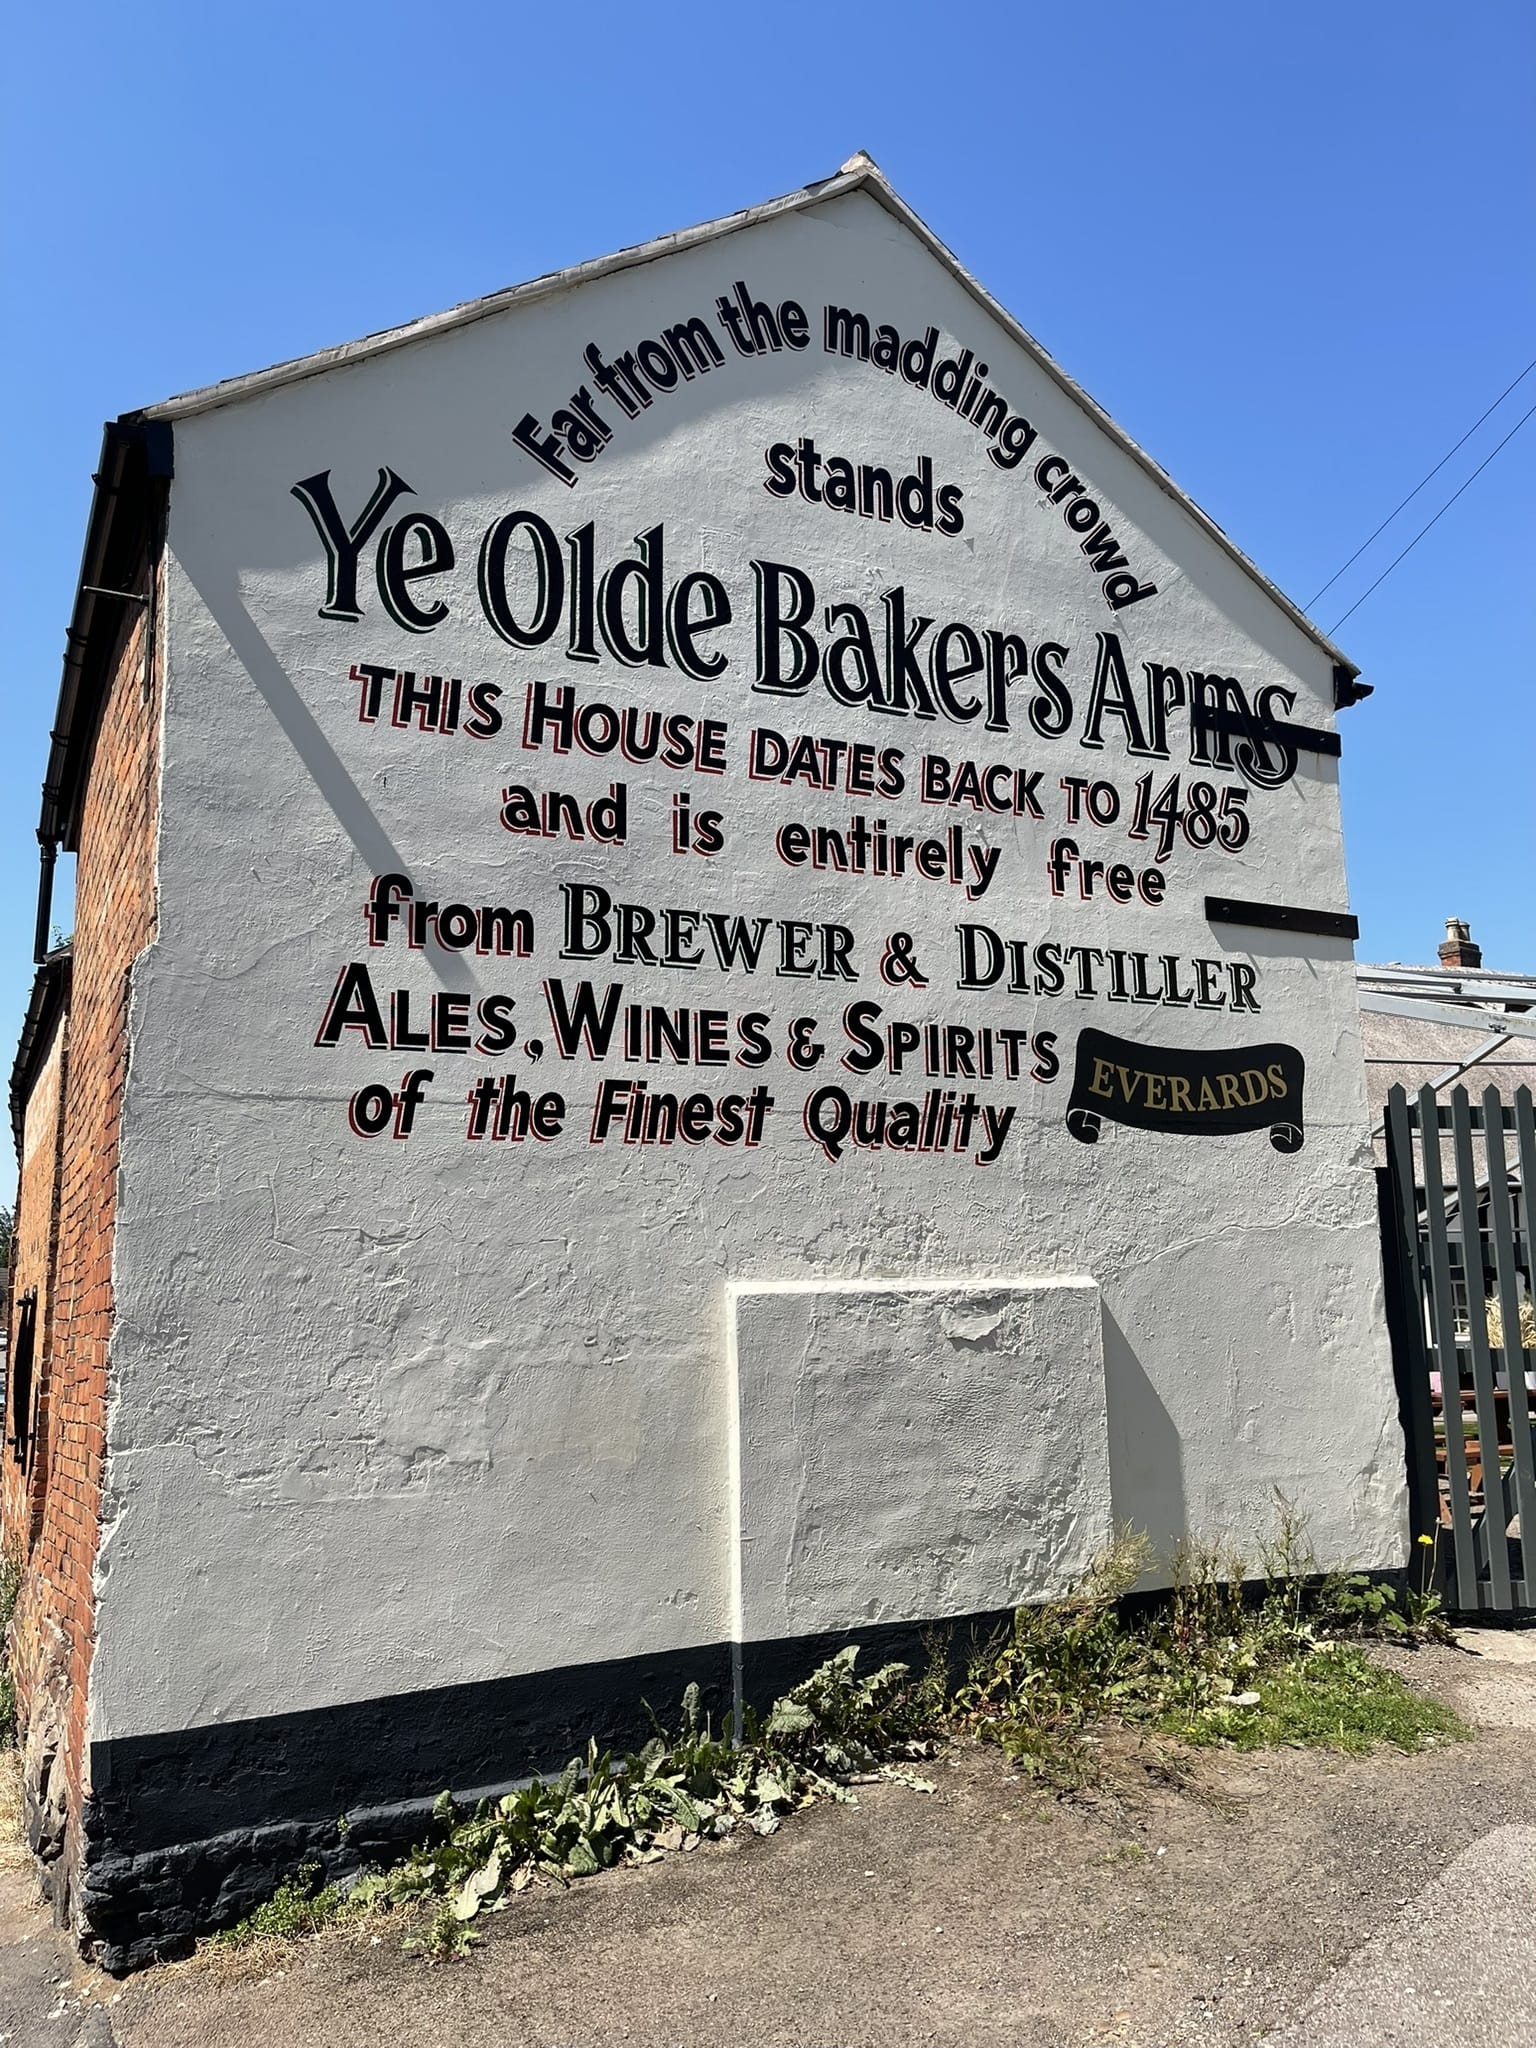 Far from the madding crowd
stands
Ye Olde Bakers Arms
THIS HOUSE DATES BACK TO 1485
and is entirely free
from BREWER & DISTILLER
ALES, WINES & SPIRITS
of the Finest Quality
EVERARDS